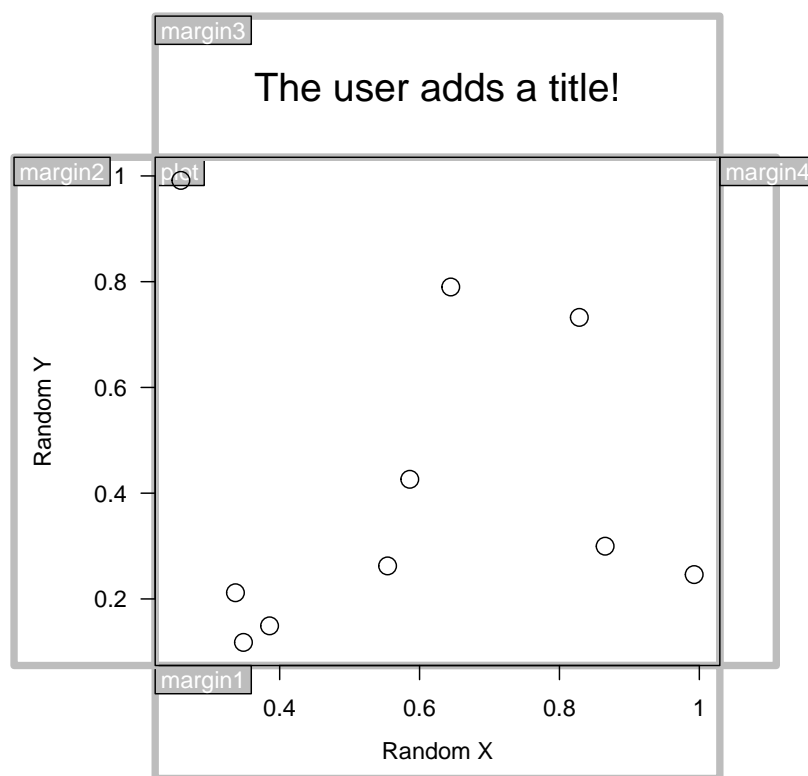 margin3
The user adds a title!
margin2
plot
margin4
1
0.8
0.6
0.4
0.2
Random Y
margin1
0.4
0.6
0.8
1
Random X